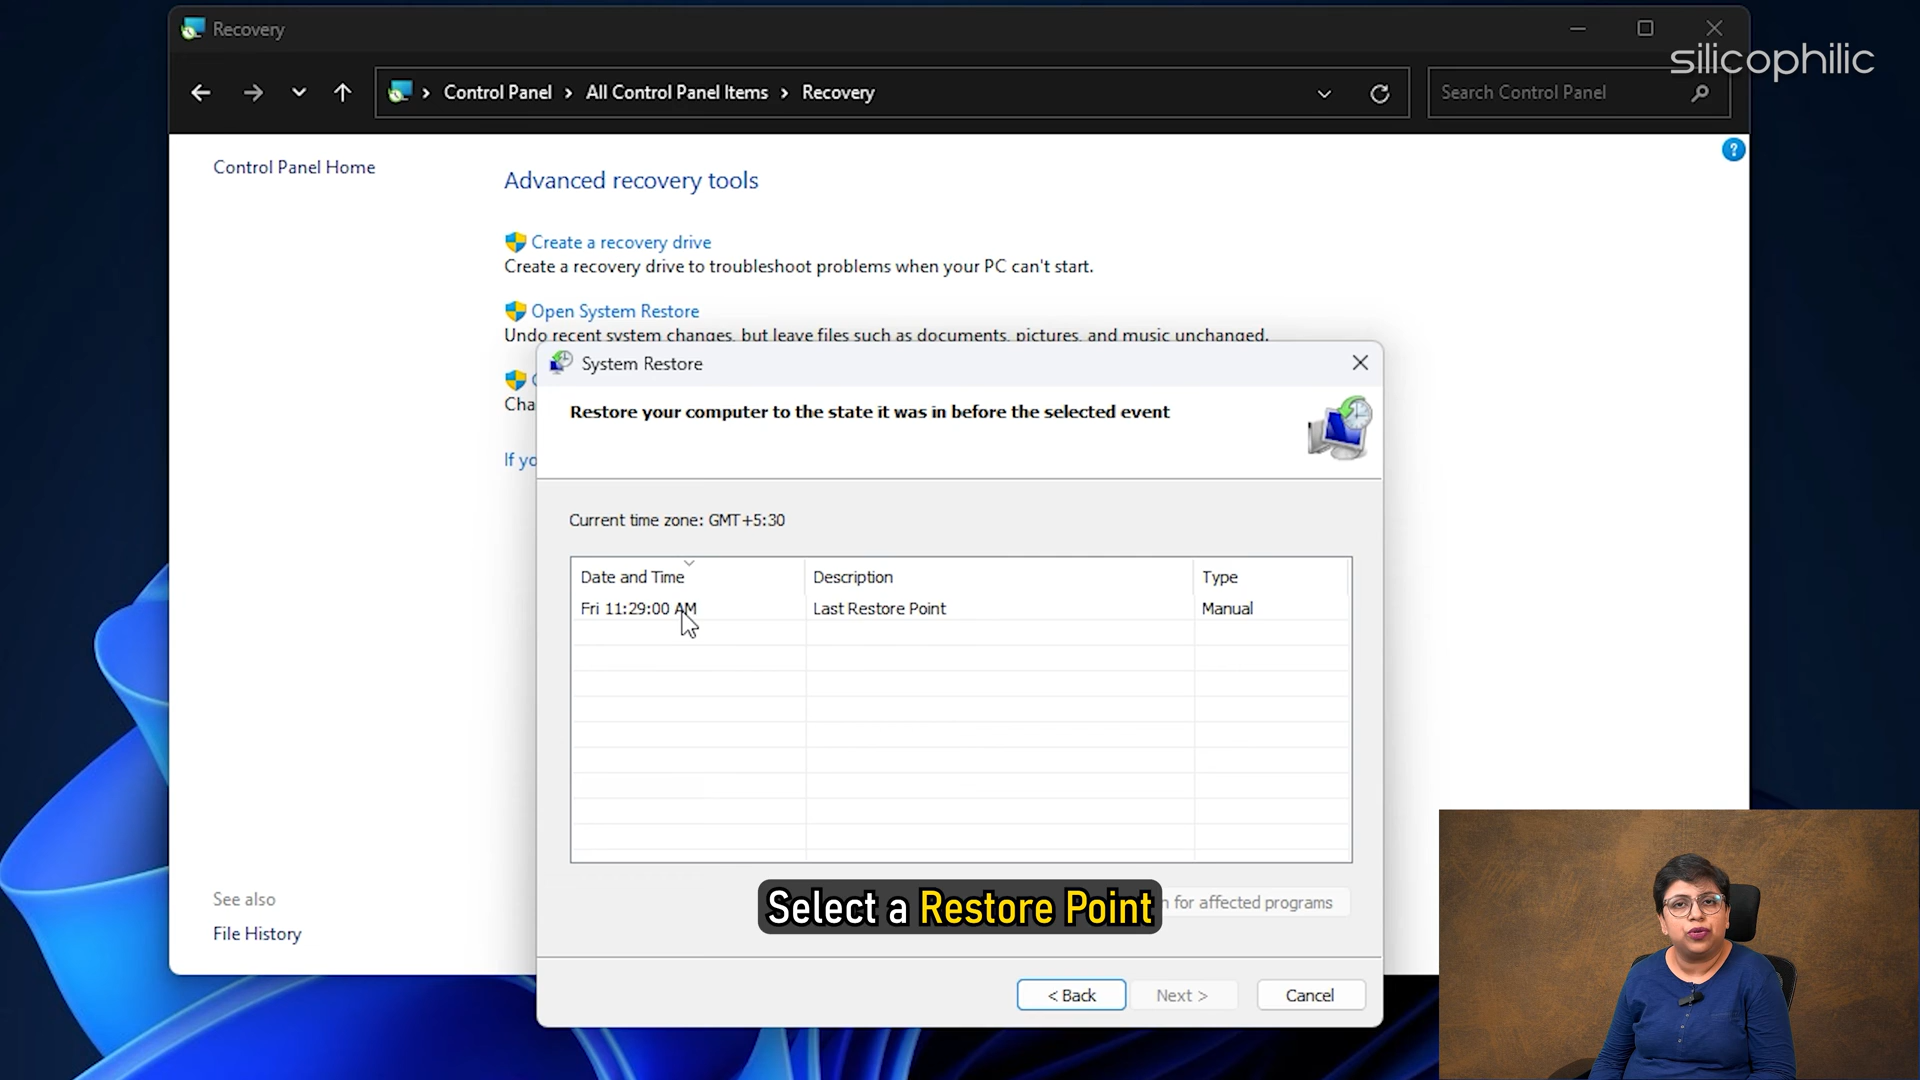 Recovery
silicophilic
Control Panel > All Control Panel Items > Recovery
Search Control Panel
Control Panel Home
?
Advanced recovery tools
Create a recovery drive
Create a recovery drive to troubleshoot problems when your PC can't start.
Open System Restore
Undo recent system changes, but leave files such as documents, pictures, and music unchanged.
Cha
If yo
System Restore
Restore your computer to the state it was in before the selected event
Current time zone: GMT+5:30
Date and Time Description Type
Fri 11:29:00 AM Last Restore Point Manual
Select a Restore Point
for affected programs
See also
File History
< Back Next > Cancel